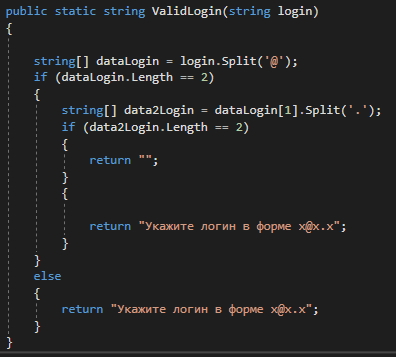 public static string ValidLogin(string login)
{
string[] dataLogin = login.Split('@');
if (dataLogin.Length == 2)
{
string[] data2Login = dataLogin[1].Split('.');
if (data2Login.Length == 2)
{
return "";
}
{
return "Укажите логин в форме x@x.x";
}
}
else
{
return "Укажите логин в форме x@x.x";
}
}